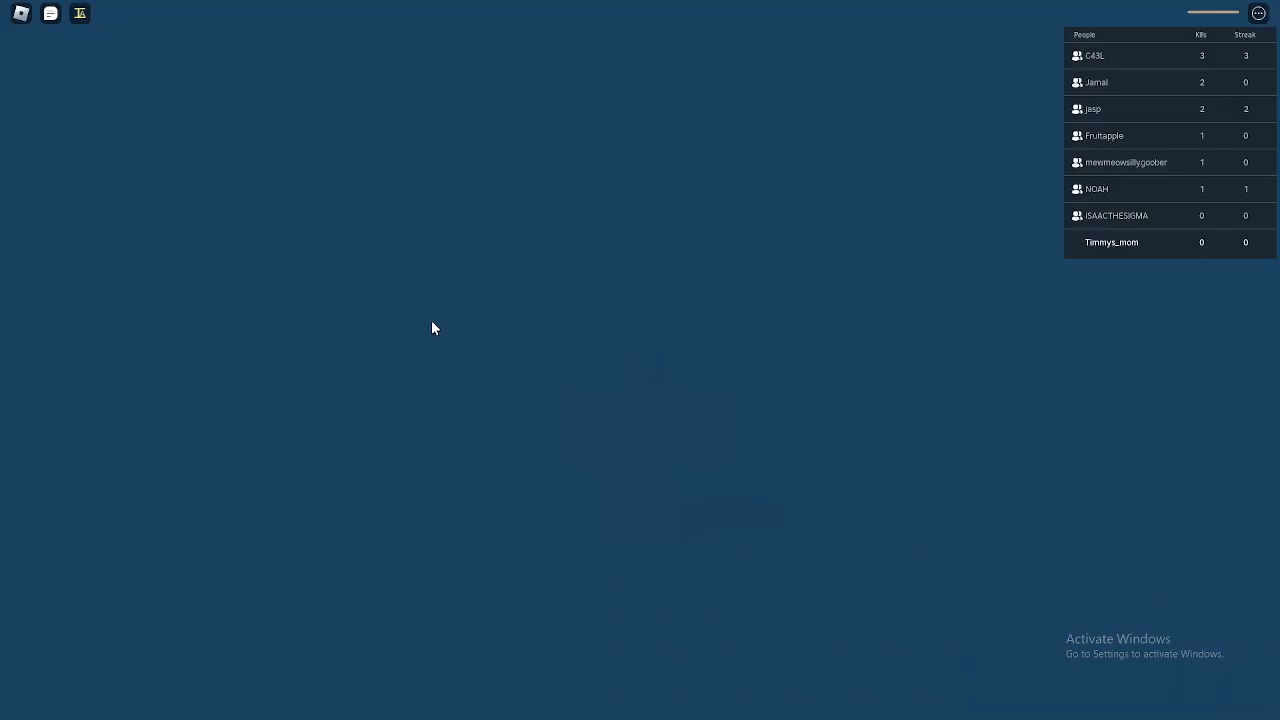 People Kills Streak
C43L 3 3
Jamal 2 0
jasp 2 2
Fruitapple 1 0
mewmeowsillygoober 1 0
NOAH 1 1
ISAACTHESIGMA 0 0
Timmys_mom 0 0
Activate Windows
Go to Settings to activate Windows.